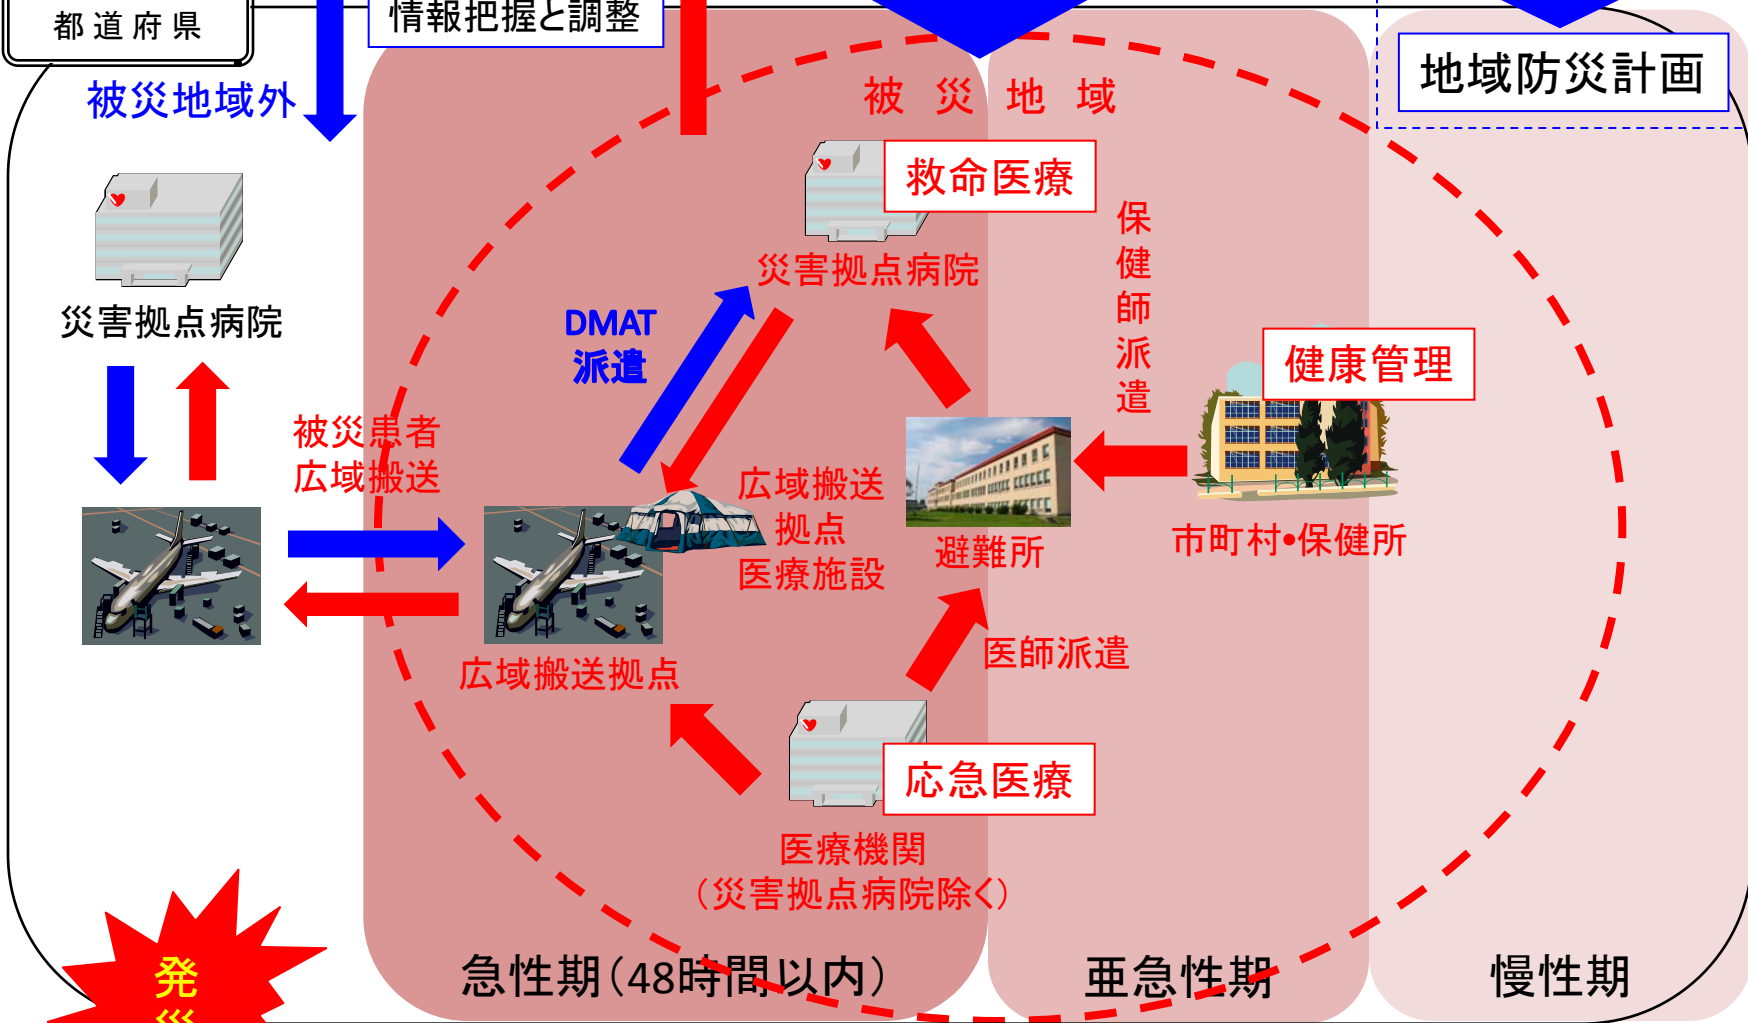 都道府県
情報把握と調整
地域防災計画
被災地域外
被災地域
救命医療
災害拠点病院
保健師派遣
災害拠点病院
DMAT
派遣
健康管理
被災患者
広域搬送
広域搬送
拠点
医療施設
避難所
市町村•保健所
広域搬送拠点
医師派遣
応急医療
医療機関
（災害拠点病院除く）
発災
急性期（48時間以内）
亜急性期
慢性期